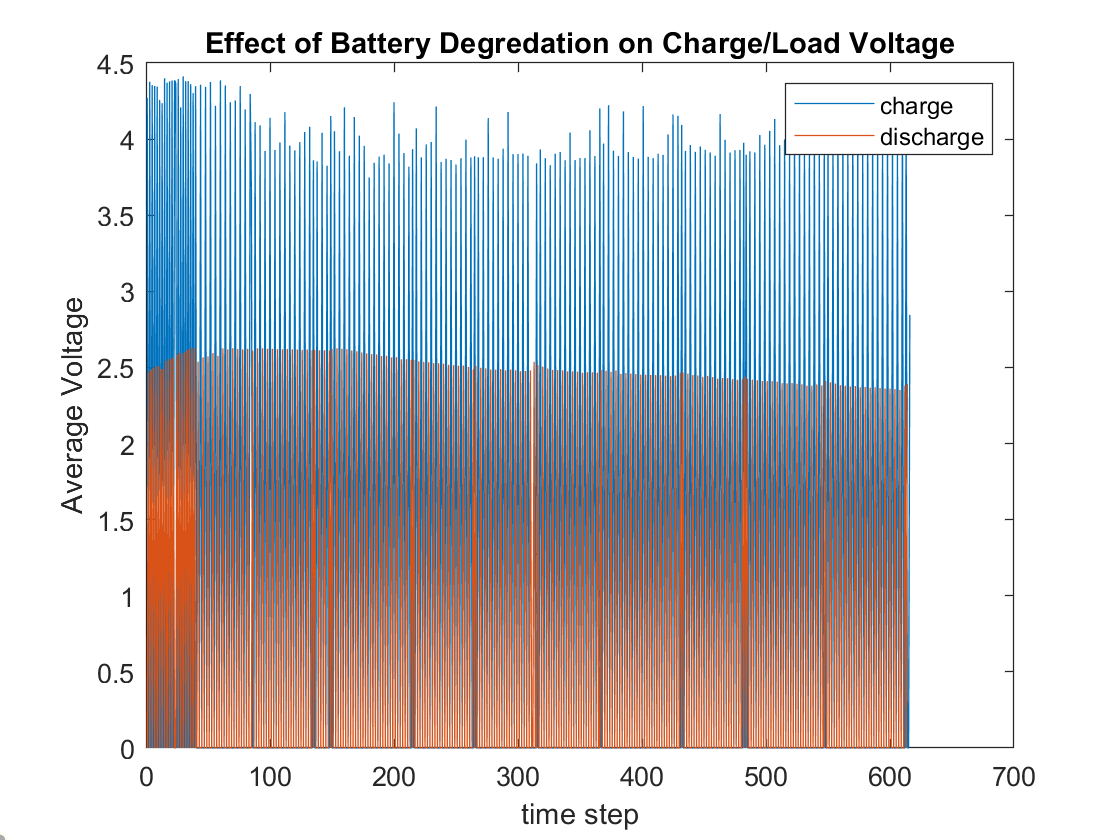 Effect of Battery Degredation on Charge/Load Voltage
4.5
4
3.5
3
2.5
2
1.5
1
0.5
0
Average Voltage
charge
discharge
0 100 200 300 400 500 600 700
time step